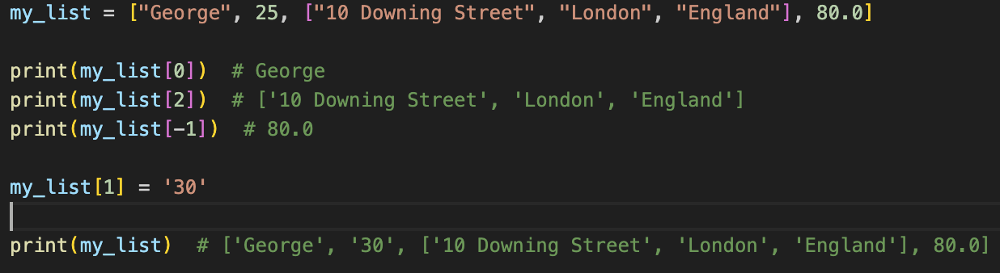 my_list = ["George", 25, ["10 Downing Street", "London", "England"], 80.0]
print(my_list[0])  # George
print(my_list[2])  # ['10 Downing Street', 'London', 'England']
print(my_list[-1])  # 80.0
my_list[1] = '30'
print(my_list)  # ['George', '30', ['10 Downing Street', 'London', 'England'], 80.0]